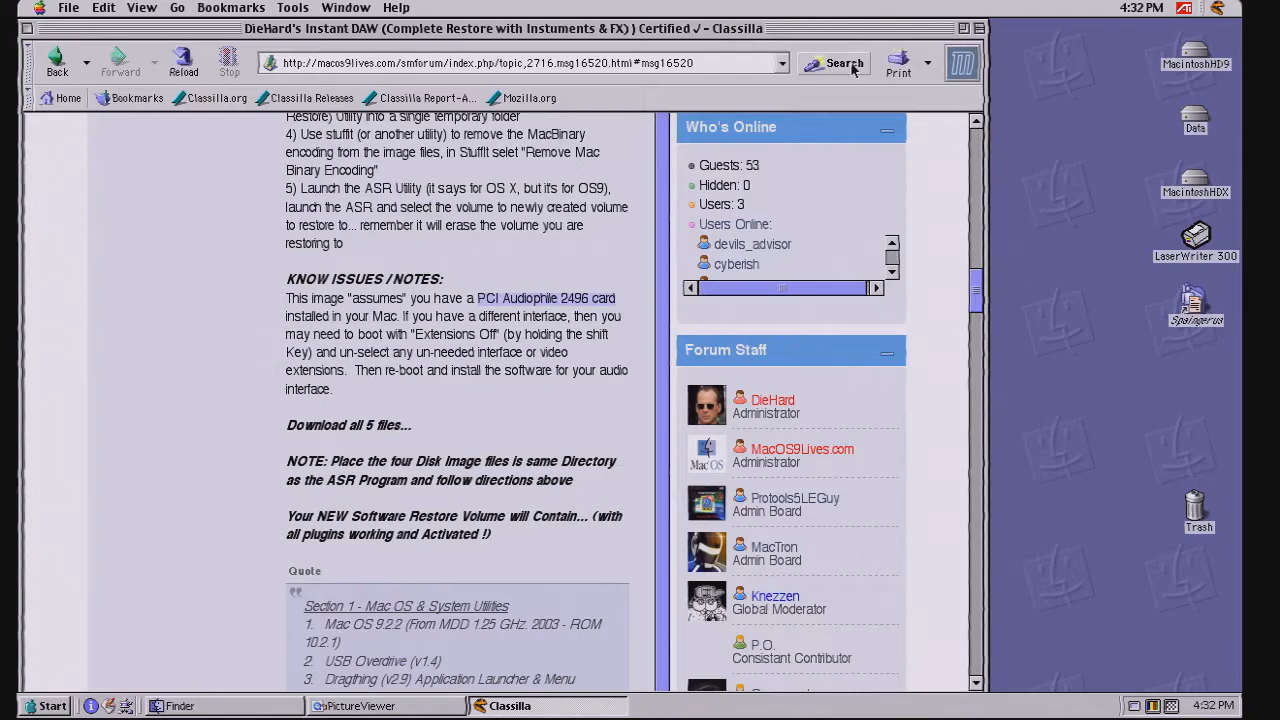 File Edit View Go Bookmarks Tools Window Help 4:32 PM
DieHard's Instant DAW (Complete Restore with Instuments & FX) ) Certified ✓ - Classilla
Back Forward Reload Stop http://macos9lives.com/smforum/index.php/topic,2716.msg16520.html#msg16520 Search Print
Home Bookmarks Classilla.org Classilla Releases Classilla Report-A... Mozilla.org
Restore) Utility into a single temporary folder
4) Use stuffit (or another utility) to remove the MacBinary
encoding from the image files, in StuffIt selet "Remove Mac
Binary Encoding"
5) Launch the ASR Utility (it says for OS X, but it's for OS9),
launch the ASR and select the volume to newly created volume
to restore to... remember it will erase the volume you are
restoring to
KNOW ISSUES / NOTES:
This image "assumes" you have a PCI Audiophile 2496 card
installed in your Mac. If you have a different interface, then you
may need to boot with "Extensions Off" (by holding the shift
Key) and un-select any un-needed interface or video
extensions. Then re-boot and install the software for your audio
interface.
Download all 5 files...
NOTE: Place the four Disk Image files is same Directory
as the ASR Program and follow directions above
Your NEW Software Restore Volume will Contain... (with
all plugins working and Activated !)
Quote
Section 1 - Mac OS & System Utilities
1. Mac OS 9.2.2 (From MDD 1.25 GHz. 2003 - ROM
10.2.1)
2. USB Overdrive (v1.4)
3. Dragthing (v2.9) Application Launcher & Menu
Who's Online
Guests: 53
Hidden: 0
Users: 3
Users Online:
devils_advisor
cyberish
Forum Staff
DieHard
Administrator
MacOS9Lives.com
Administrator
Mac OS
Protools5LEGuy
Admin Board
MacTron
Admin Board
Knezzen
Global Moderator
P.O.
Consistant Contributor
MacintoshHD9
Data
MacintoshHDX
LaserWriter 300
Spaingerus
Trash
Start Finder PictureViewer Classilla 4:32 PM